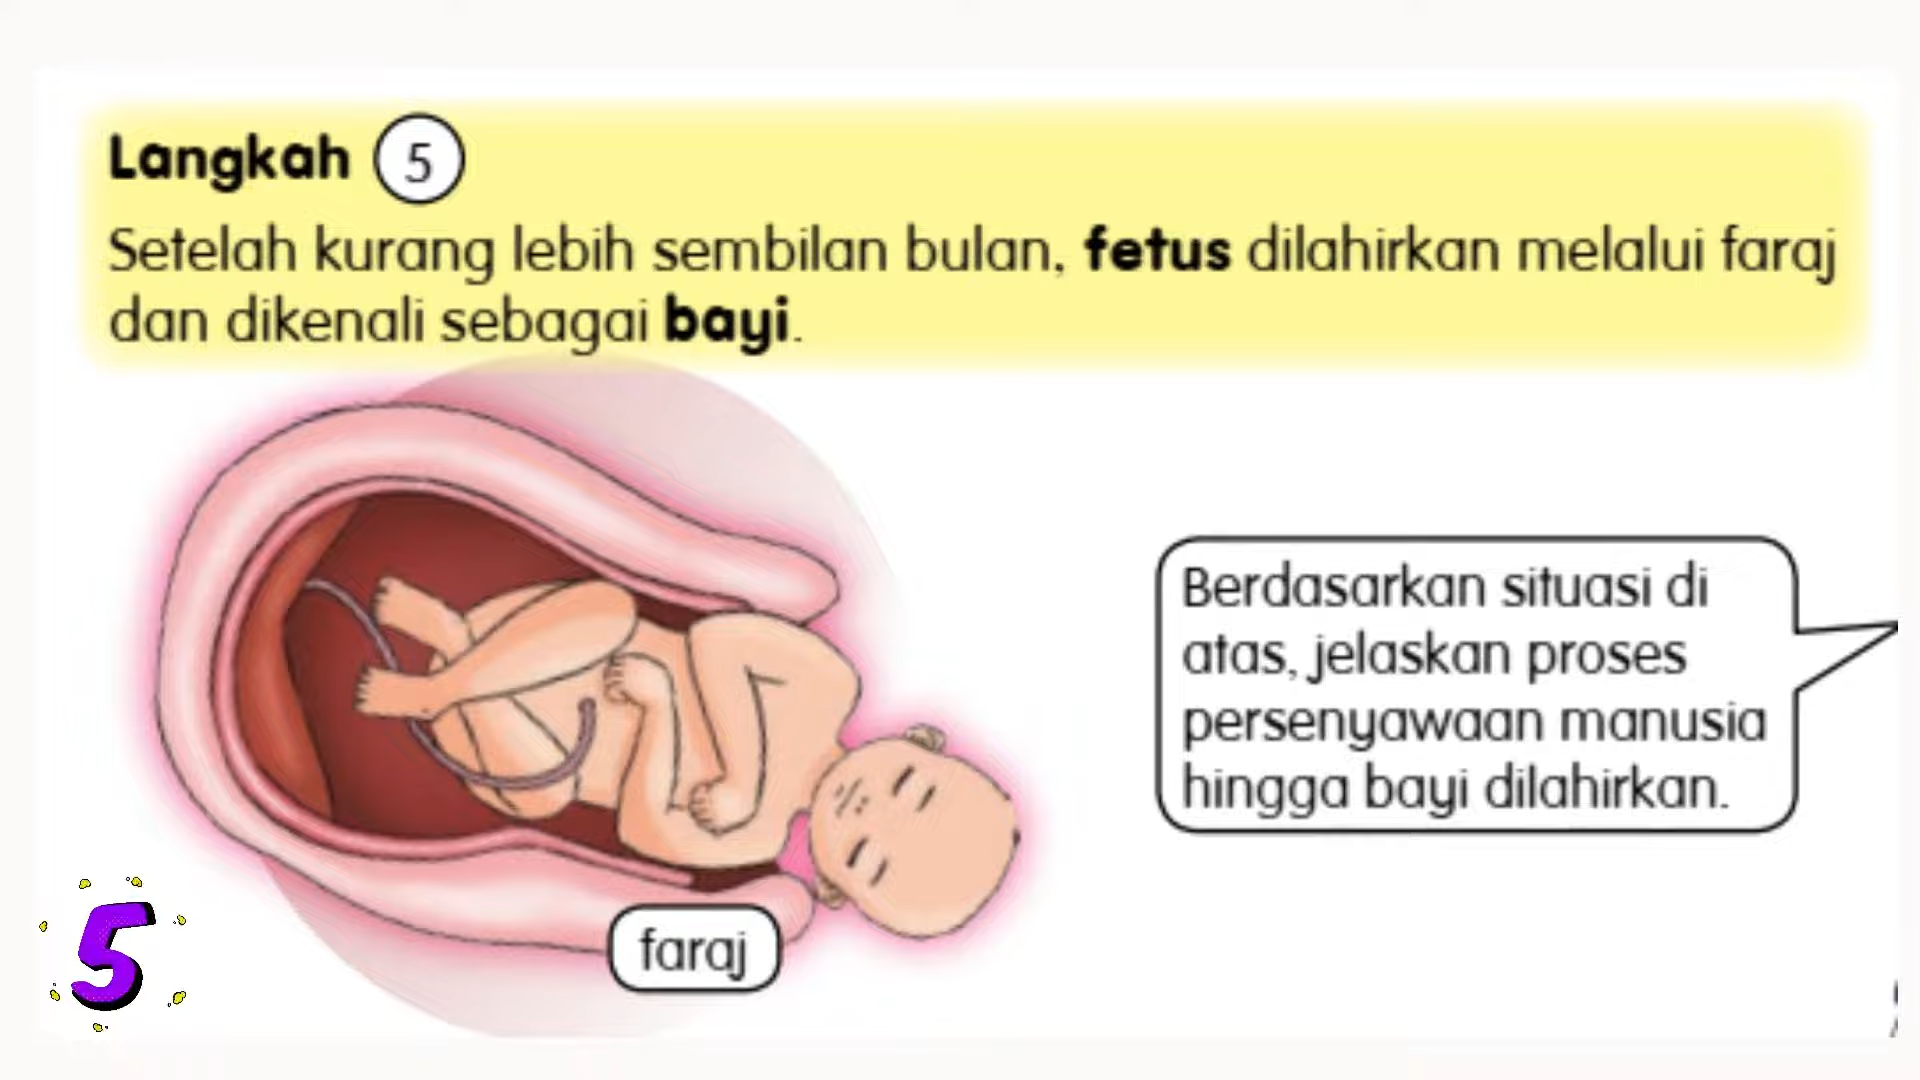 Langkah 5
Setelah kurang lebih sembilan bulan, fetus dilahirkan melalui faraj
dan dikenali sebagai bayi.
Berdasarkan situasi di
atas, jelaskan proses
persenyawaan manusia
hingga bayi dilahirkan.
faraj
5